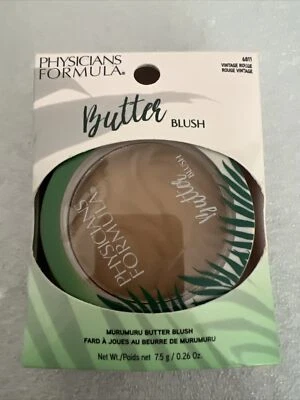 PHYSICIANS
FORMULA®
6811
VINTAGE ROUGE
ROUGE VINTAGE
Butter
BLUSH
PHYSICIANS
FORMULA®
Butter
BLUSH
MURUMURU BUTTER BLUSH
FARD À JOUES AU BEURRE DE MURUMURU
Net Wt./Poids net 7.5 g / 0.26 Oz.